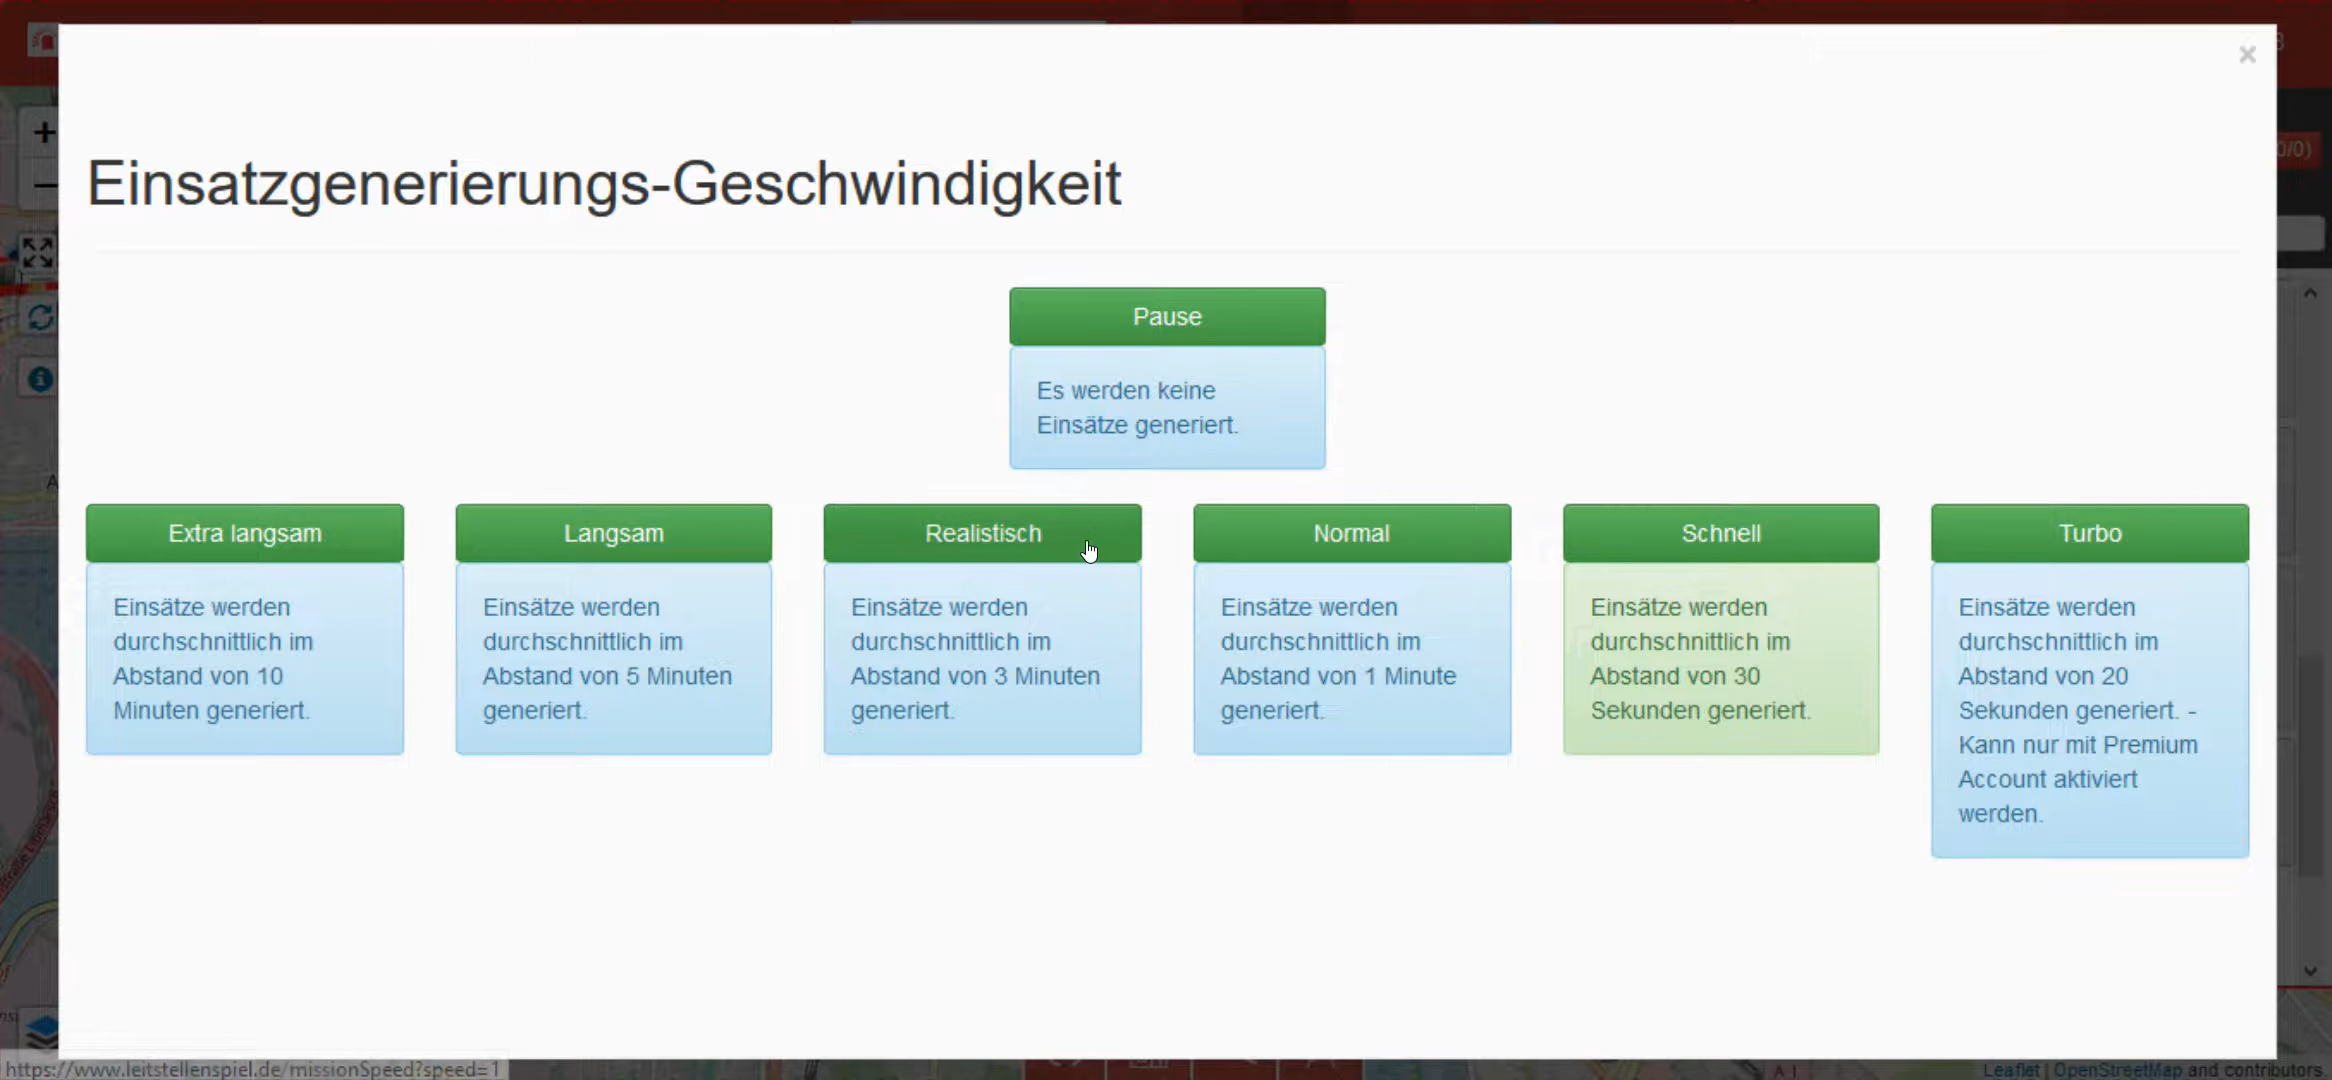 ×
Einsatzgenerierungs-Geschwindigkeit
0/0)
Pause
Es werden keine
Einsätze generiert.
Extra langsam
Einsätze werden
durchschnittlich im
Abstand von 10
Minuten generiert.
Langsam
Einsätze werden
durchschnittlich im
Abstand von 5 Minuten
generiert.
Realistisch
Einsätze werden
durchschnittlich im
Abstand von 3 Minuten
generiert.
Normal
Einsätze werden
durchschnittlich im
Abstand von 1 Minute
generiert.
Schnell
Einsätze werden
durchschnittlich im
Abstand von 30
Sekunden generiert.
Turbo
Einsätze werden
durchschnittlich im
Abstand von 20
Sekunden generiert. -
Kann nur mit Premium
Account aktiviert
werden.
https://www.leitstellenspiel.de/missionSpeed?speed=1
A 1
Leaflet | OpenStreetMap and contributors.